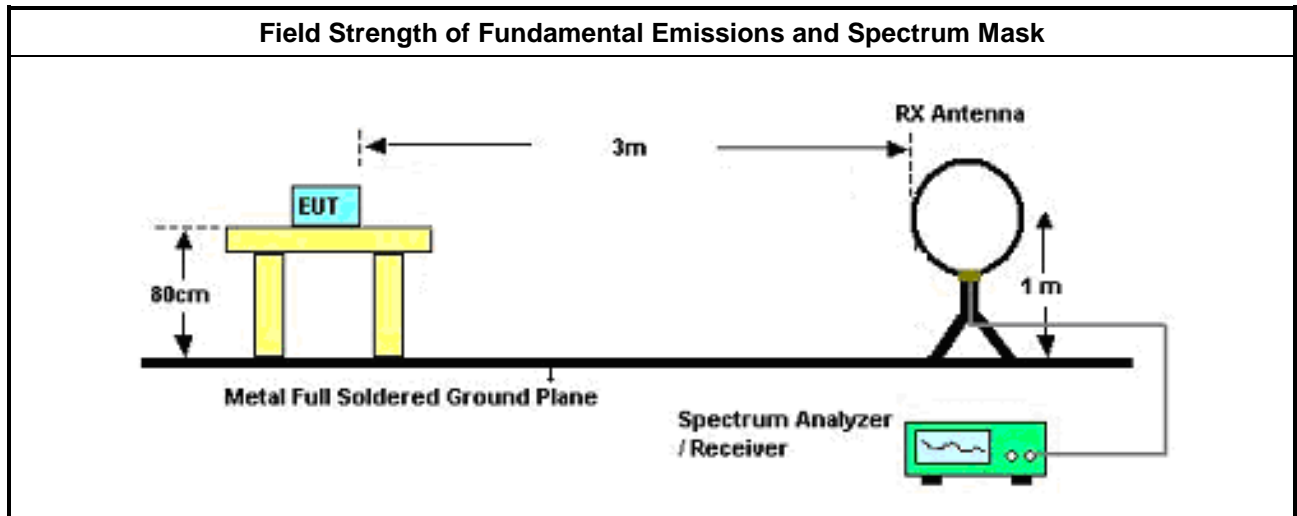 Field Strength of Fundamental Emissions and Spectrum Mask
RX Antenna
3m
EUT
80cm
1 m
Metal Full Soldered Ground Plane
Spectrum Analyzer
/ Receiver